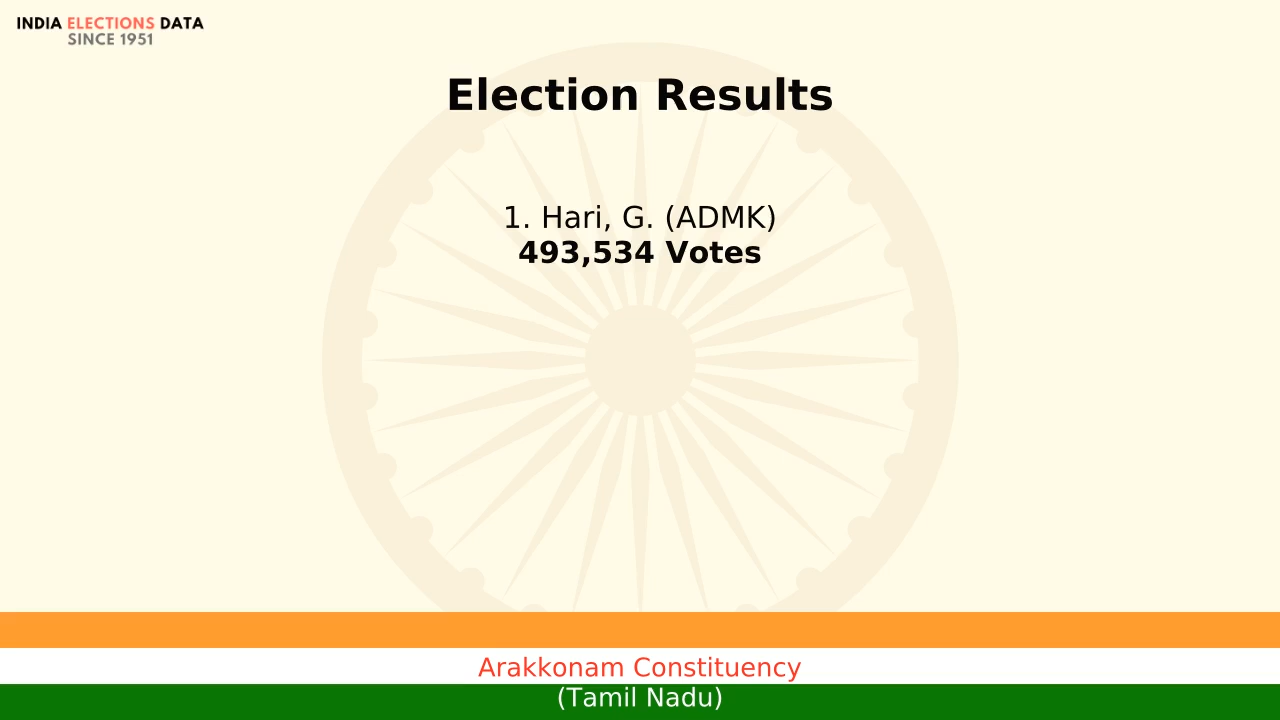 INDIA ELECTIONS DATA
SINCE 1951
Election Results
1. Hari, G. (ADMK)
493,534 Votes
Arakkonam Constituency
(Tamil Nadu)